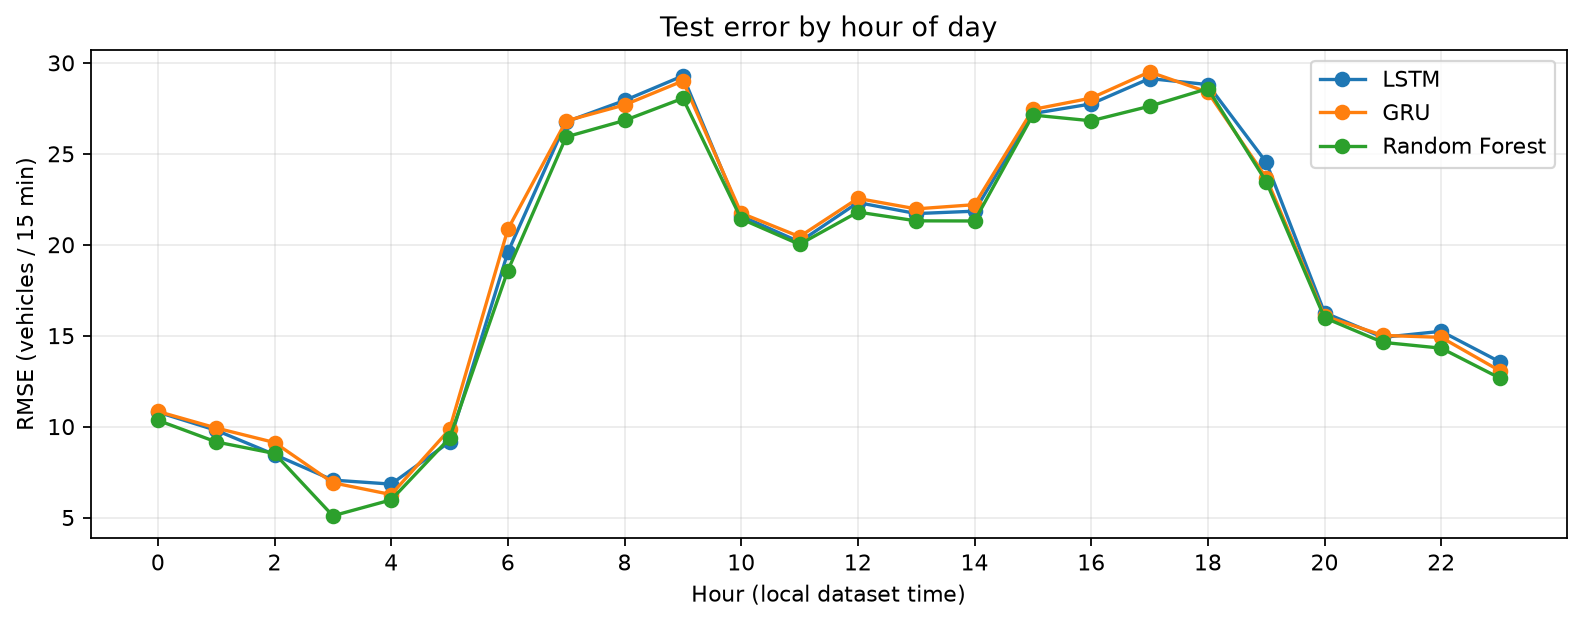 Test error by hour of day
RMSE (vehicles / 15 min)
30
25
20
15
10
5
LSTM
GRU
Random Forest
0 2 4 6 8 10 12 14 16 18 20 22
Hour (local dataset time)